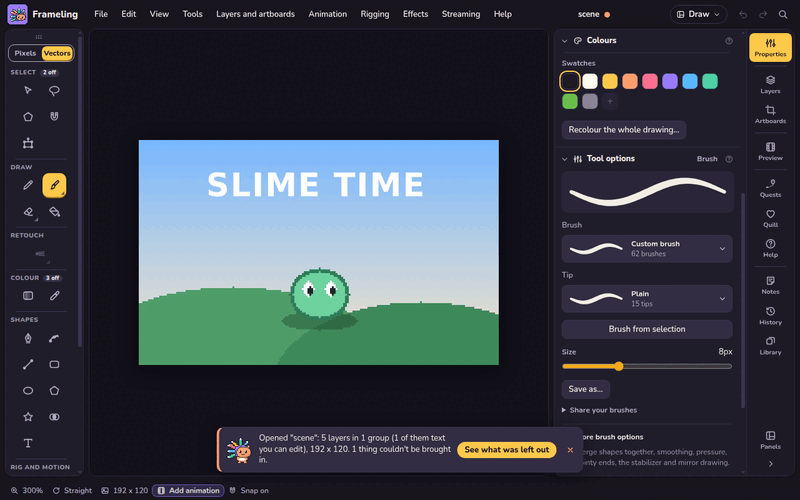 Frameling
File Edit View Tools Layers and artboards Animation Rigging Effects Streaming Help
scene
Draw
Pixels Vectors
SELECT 2 off
DRAW
RETOUCH
COLOUR 3 off
SHAPES
RIG AND MOTION
SLIME TIME
Opened "scene": 5 layers in 1 group (1 of them text
you can edit), 192 x 120. 1 thing couldn't be brought
in.
See what was left out
Colours
Swatches
Recolour the whole drawing...
Tool options Brush
Brush
Custom brush
62 brushes
Tip
Plain
15 tips
Brush from selection
Size 8px
Save as...
Share your brushes
ore brush options
erge shapes together, smoothing, pressure,
nty ends, the stabilizer and mirror drawing.
Properties
Layers
Artboards
Preview
Quests
Quill
Help
Notes
History
Library
Panels
300% Straight 192 x 120 Add animation Snap on